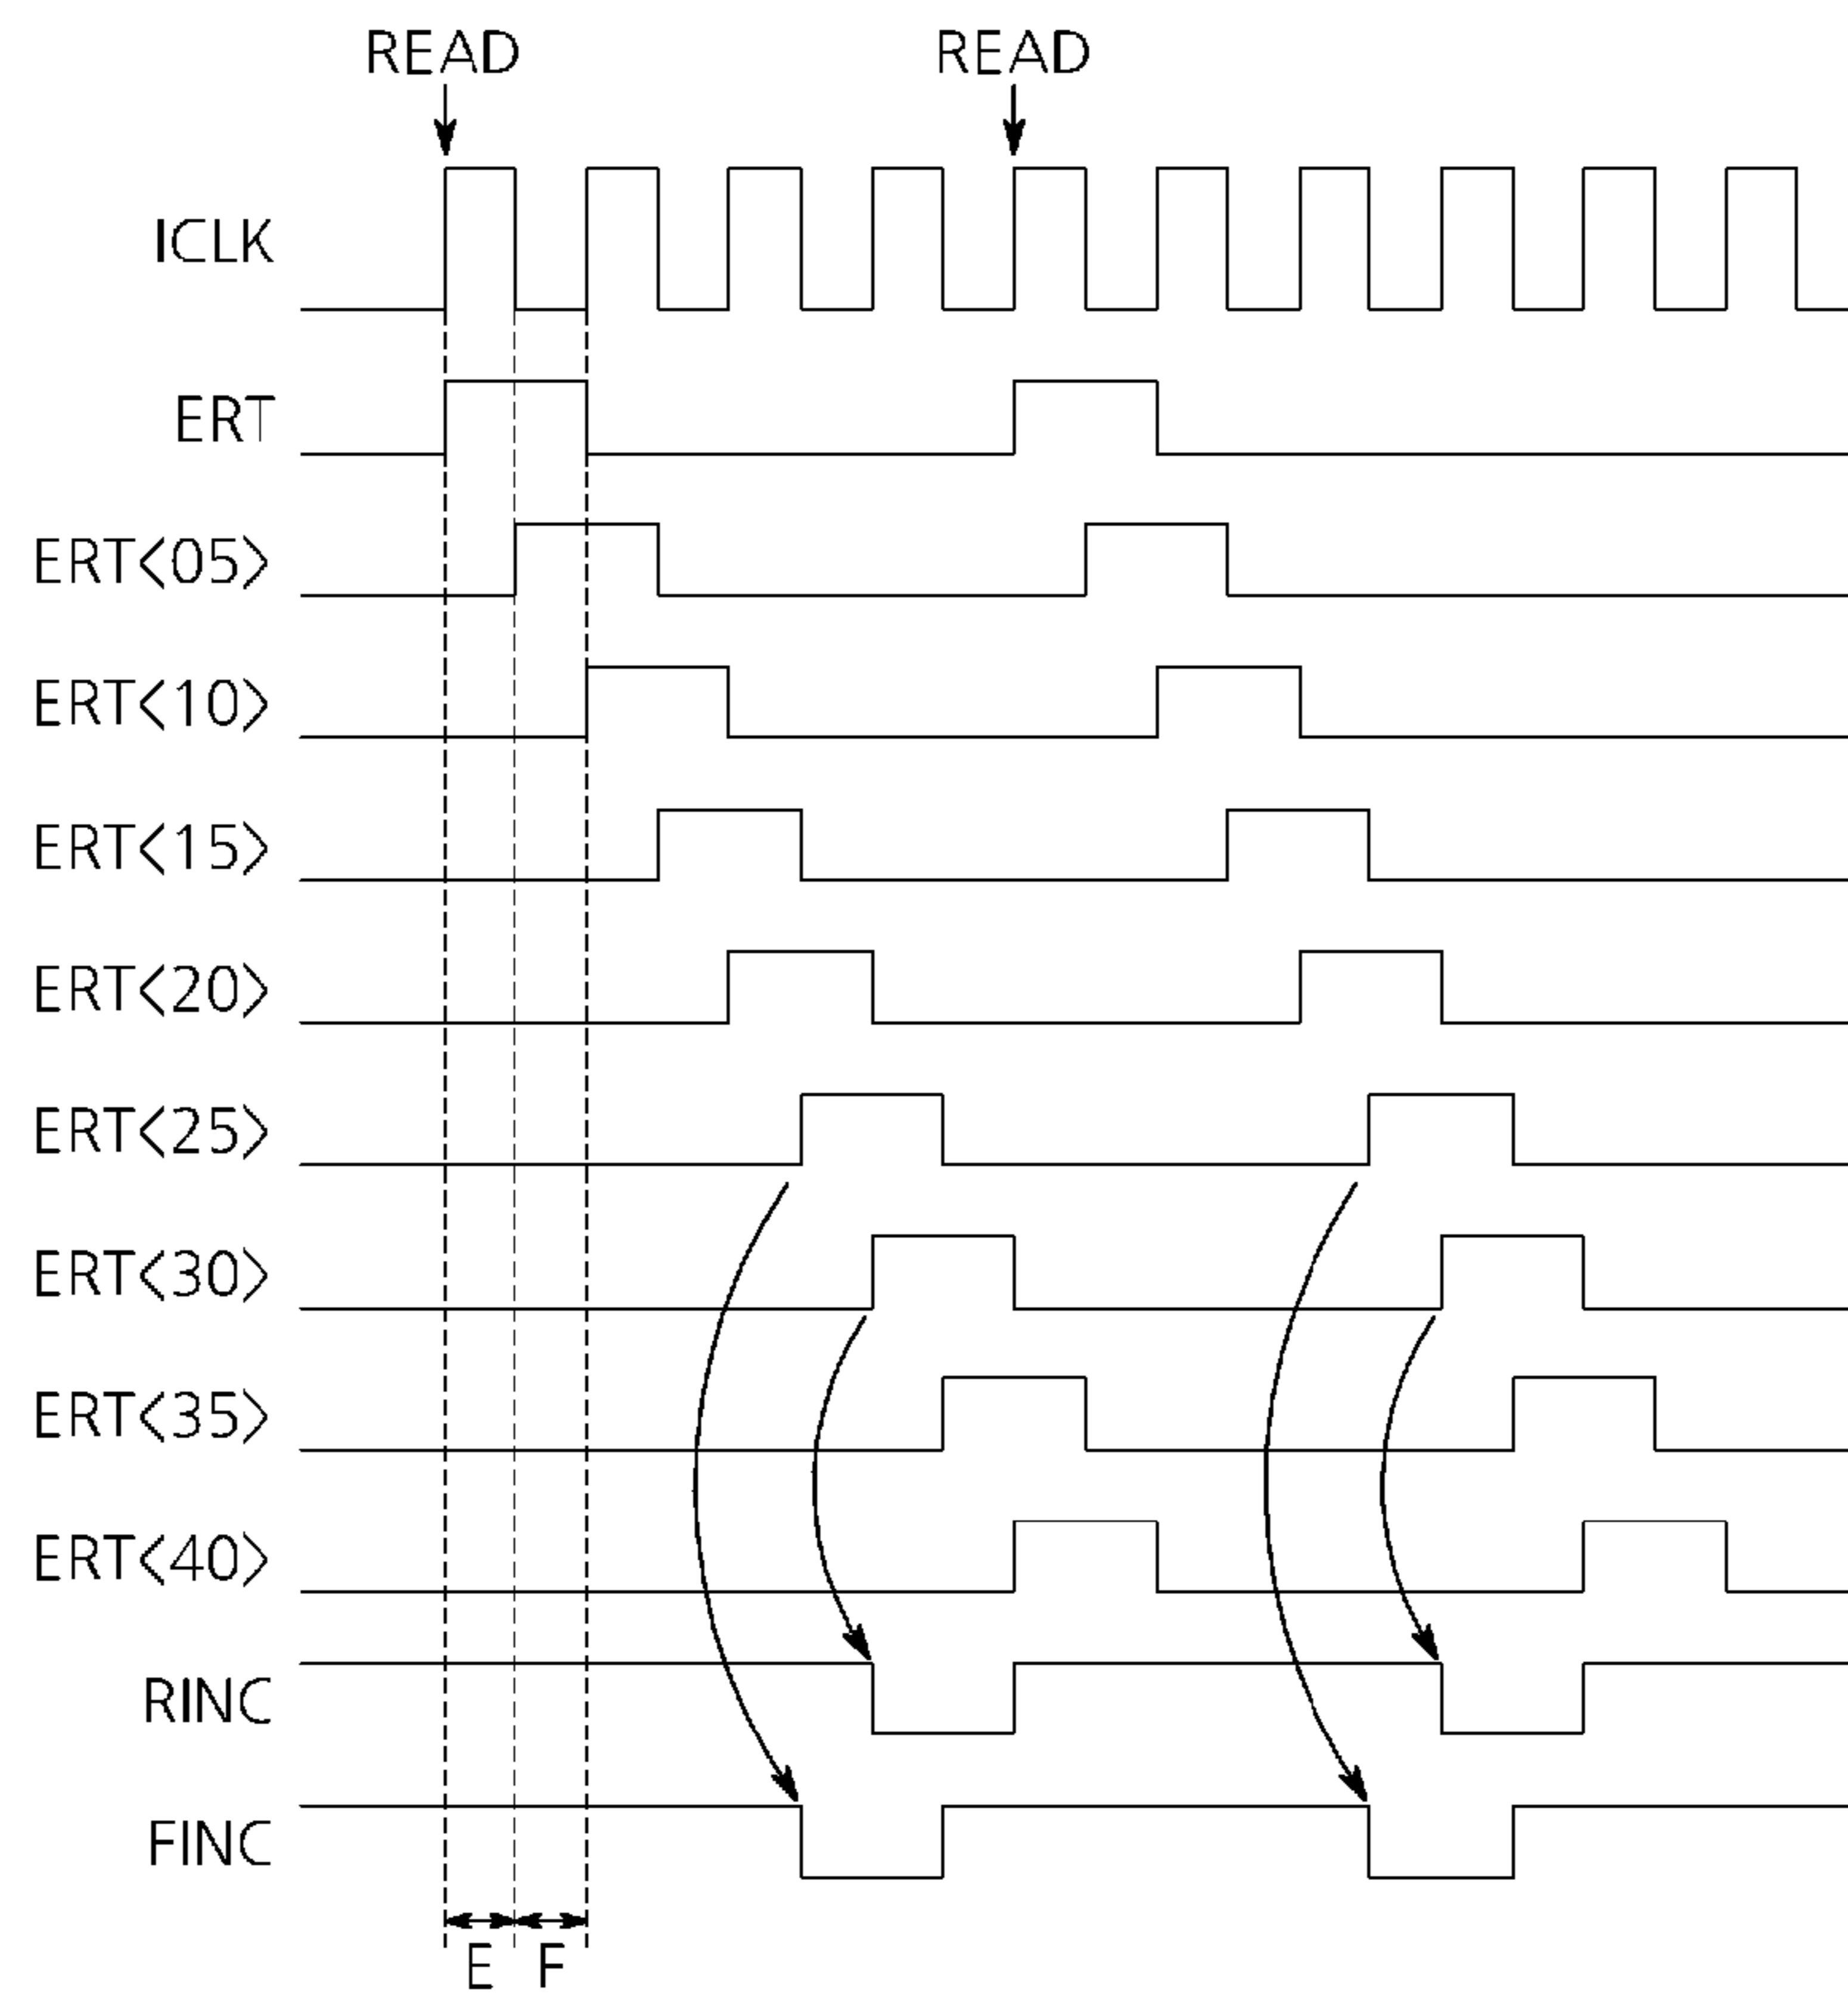 READ READ
ICLK
ERT
ERT<05>
ERT<10>
ERT<15>
ERT<20>
ERT<25>
ERT<30>
ERT<35>
ERT<40>
RINC
FINC
E F